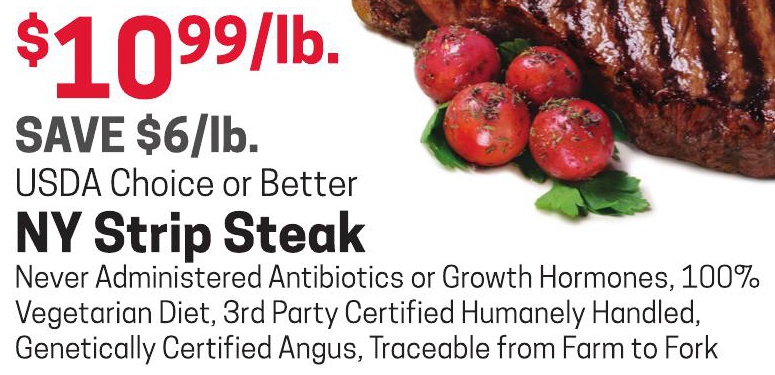 $10 99/lb.
SAVE $6/lb.
USDA Choice or Better
NY Strip Steak
Never Administered Antibiotics or Growth Hormones, 100%
Vegetarian Diet, 3rd Party Certified Humanely Handled,
Genetically Certified Angus, Traceable from Farm to Fork